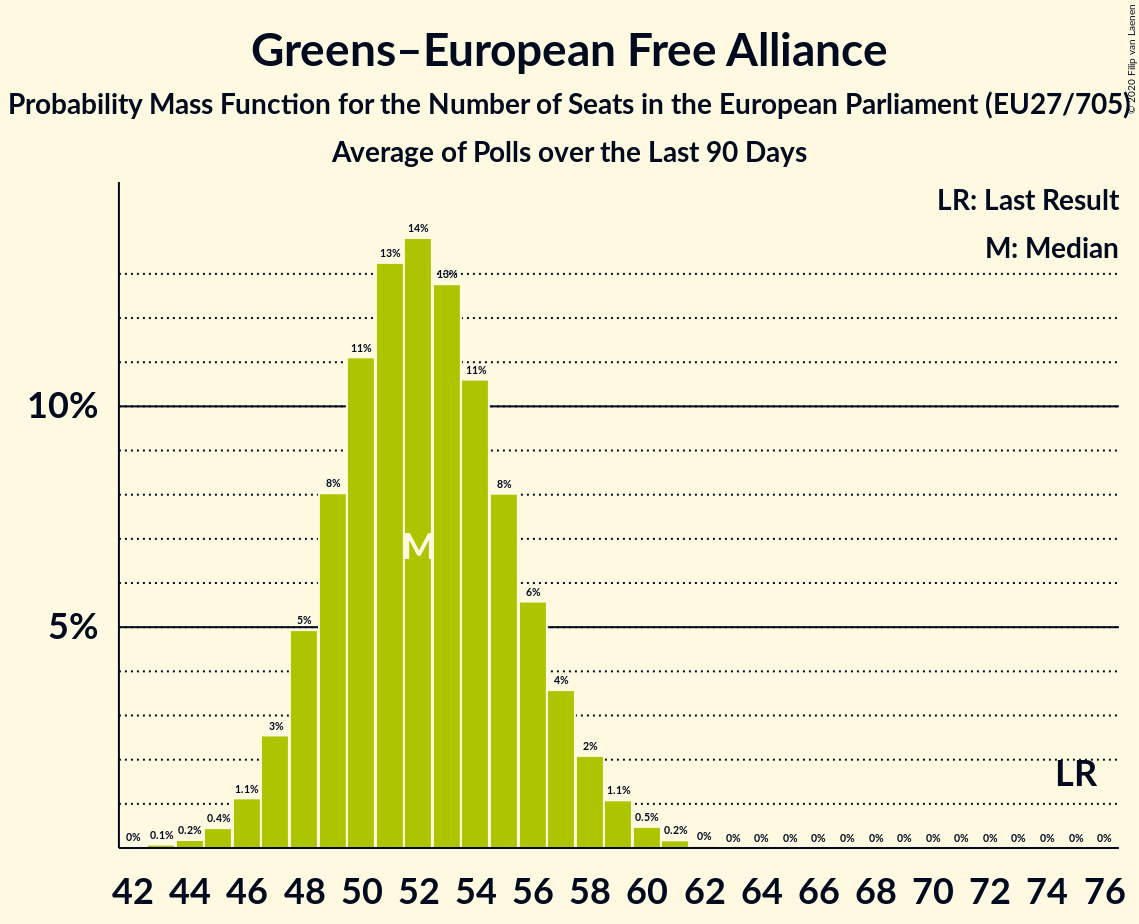 Greens–European Free Alliance
Probability Mass Function for the Number of Seats in the European Parliament (EU27/705)
Average of Polls over the Last 90 Days
© 2020 Filip van Laenen
LR: Last Result
M: Median
14%
13%
13%
11%
11%
10%
8%
8%
M
6%
5%
5%
4%
3%
2%
LR
1.1%
1.1%
0.5%
0.4%
0.2%
0.2%
0.1%
0%
0% 0% 0% 0% 0% 0% 0% 0% 0% 0% 0% 0% 0% 0% 0%
42 44 46 48 50 52 54 56 58 60 62 64 66 68 70 72 74 76